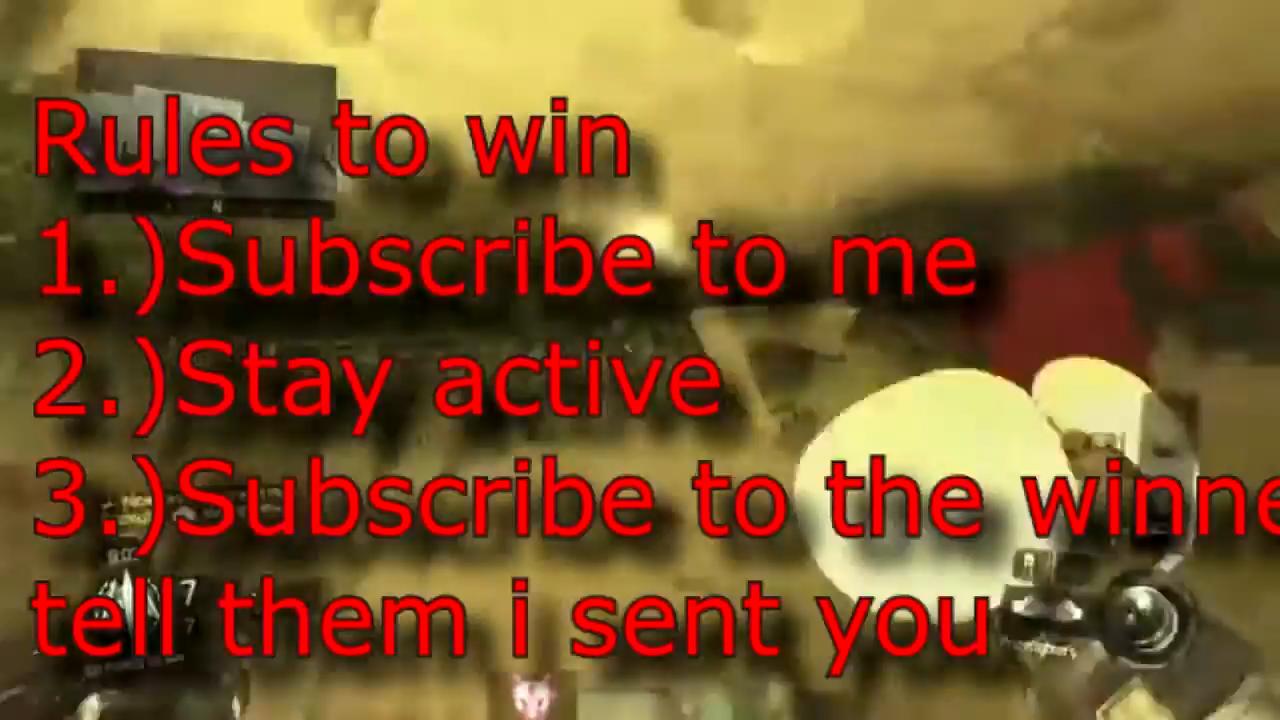 Rules to win
1.)Subscribe to me
2.)Stay active
3.)Subscribe to the winne
tell them i sent you